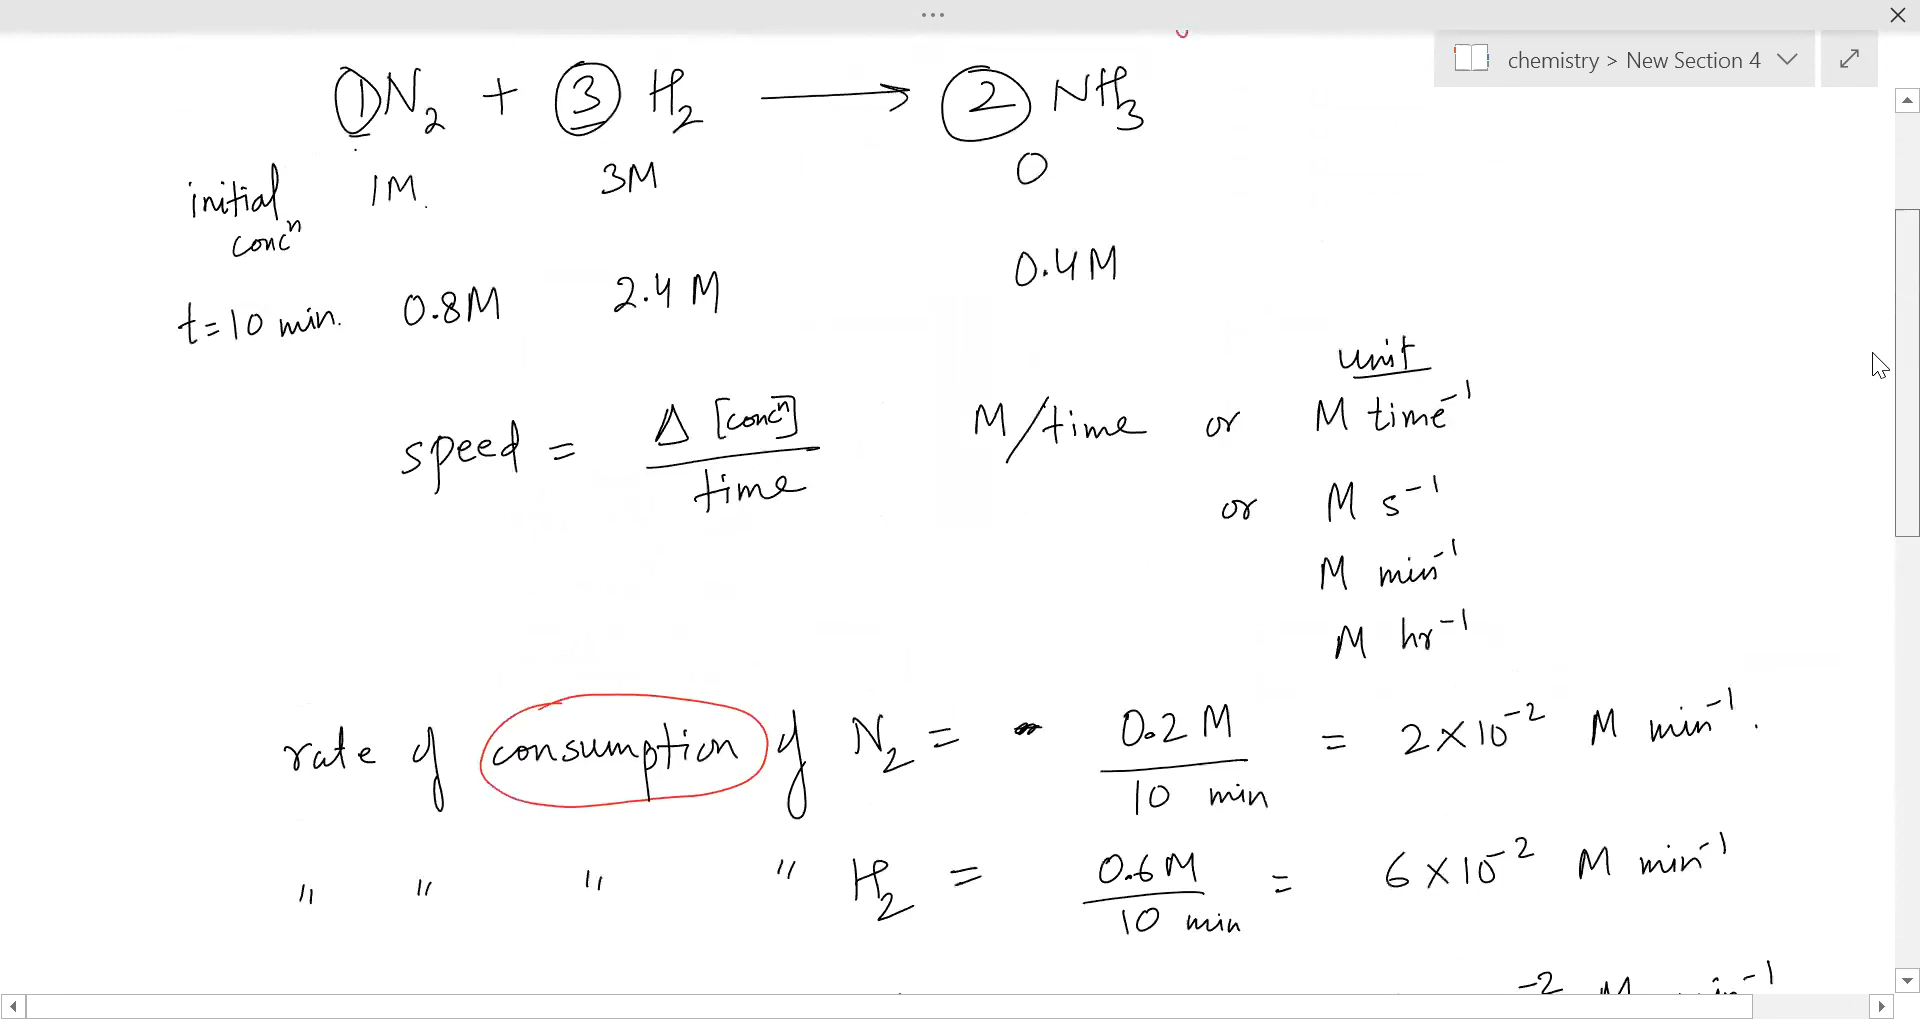 chemistry > New Section 4
1 N2 + 3 H2 ⟶ 2 NH3
initial concⁿ 1M. 3M 0
t=10 min. 0.8M 2.4 M 0.4M
unit
speed = Δ [concⁿ] / time M/time or M time⁻¹
or M s⁻¹
M min⁻¹
M hr⁻¹
rate of consumption of N2 = 0.2 M / 10 min = 2×10⁻² M min⁻¹.
" " " " H2 = 0.6M / 10 min = 6×10⁻² M min⁻¹